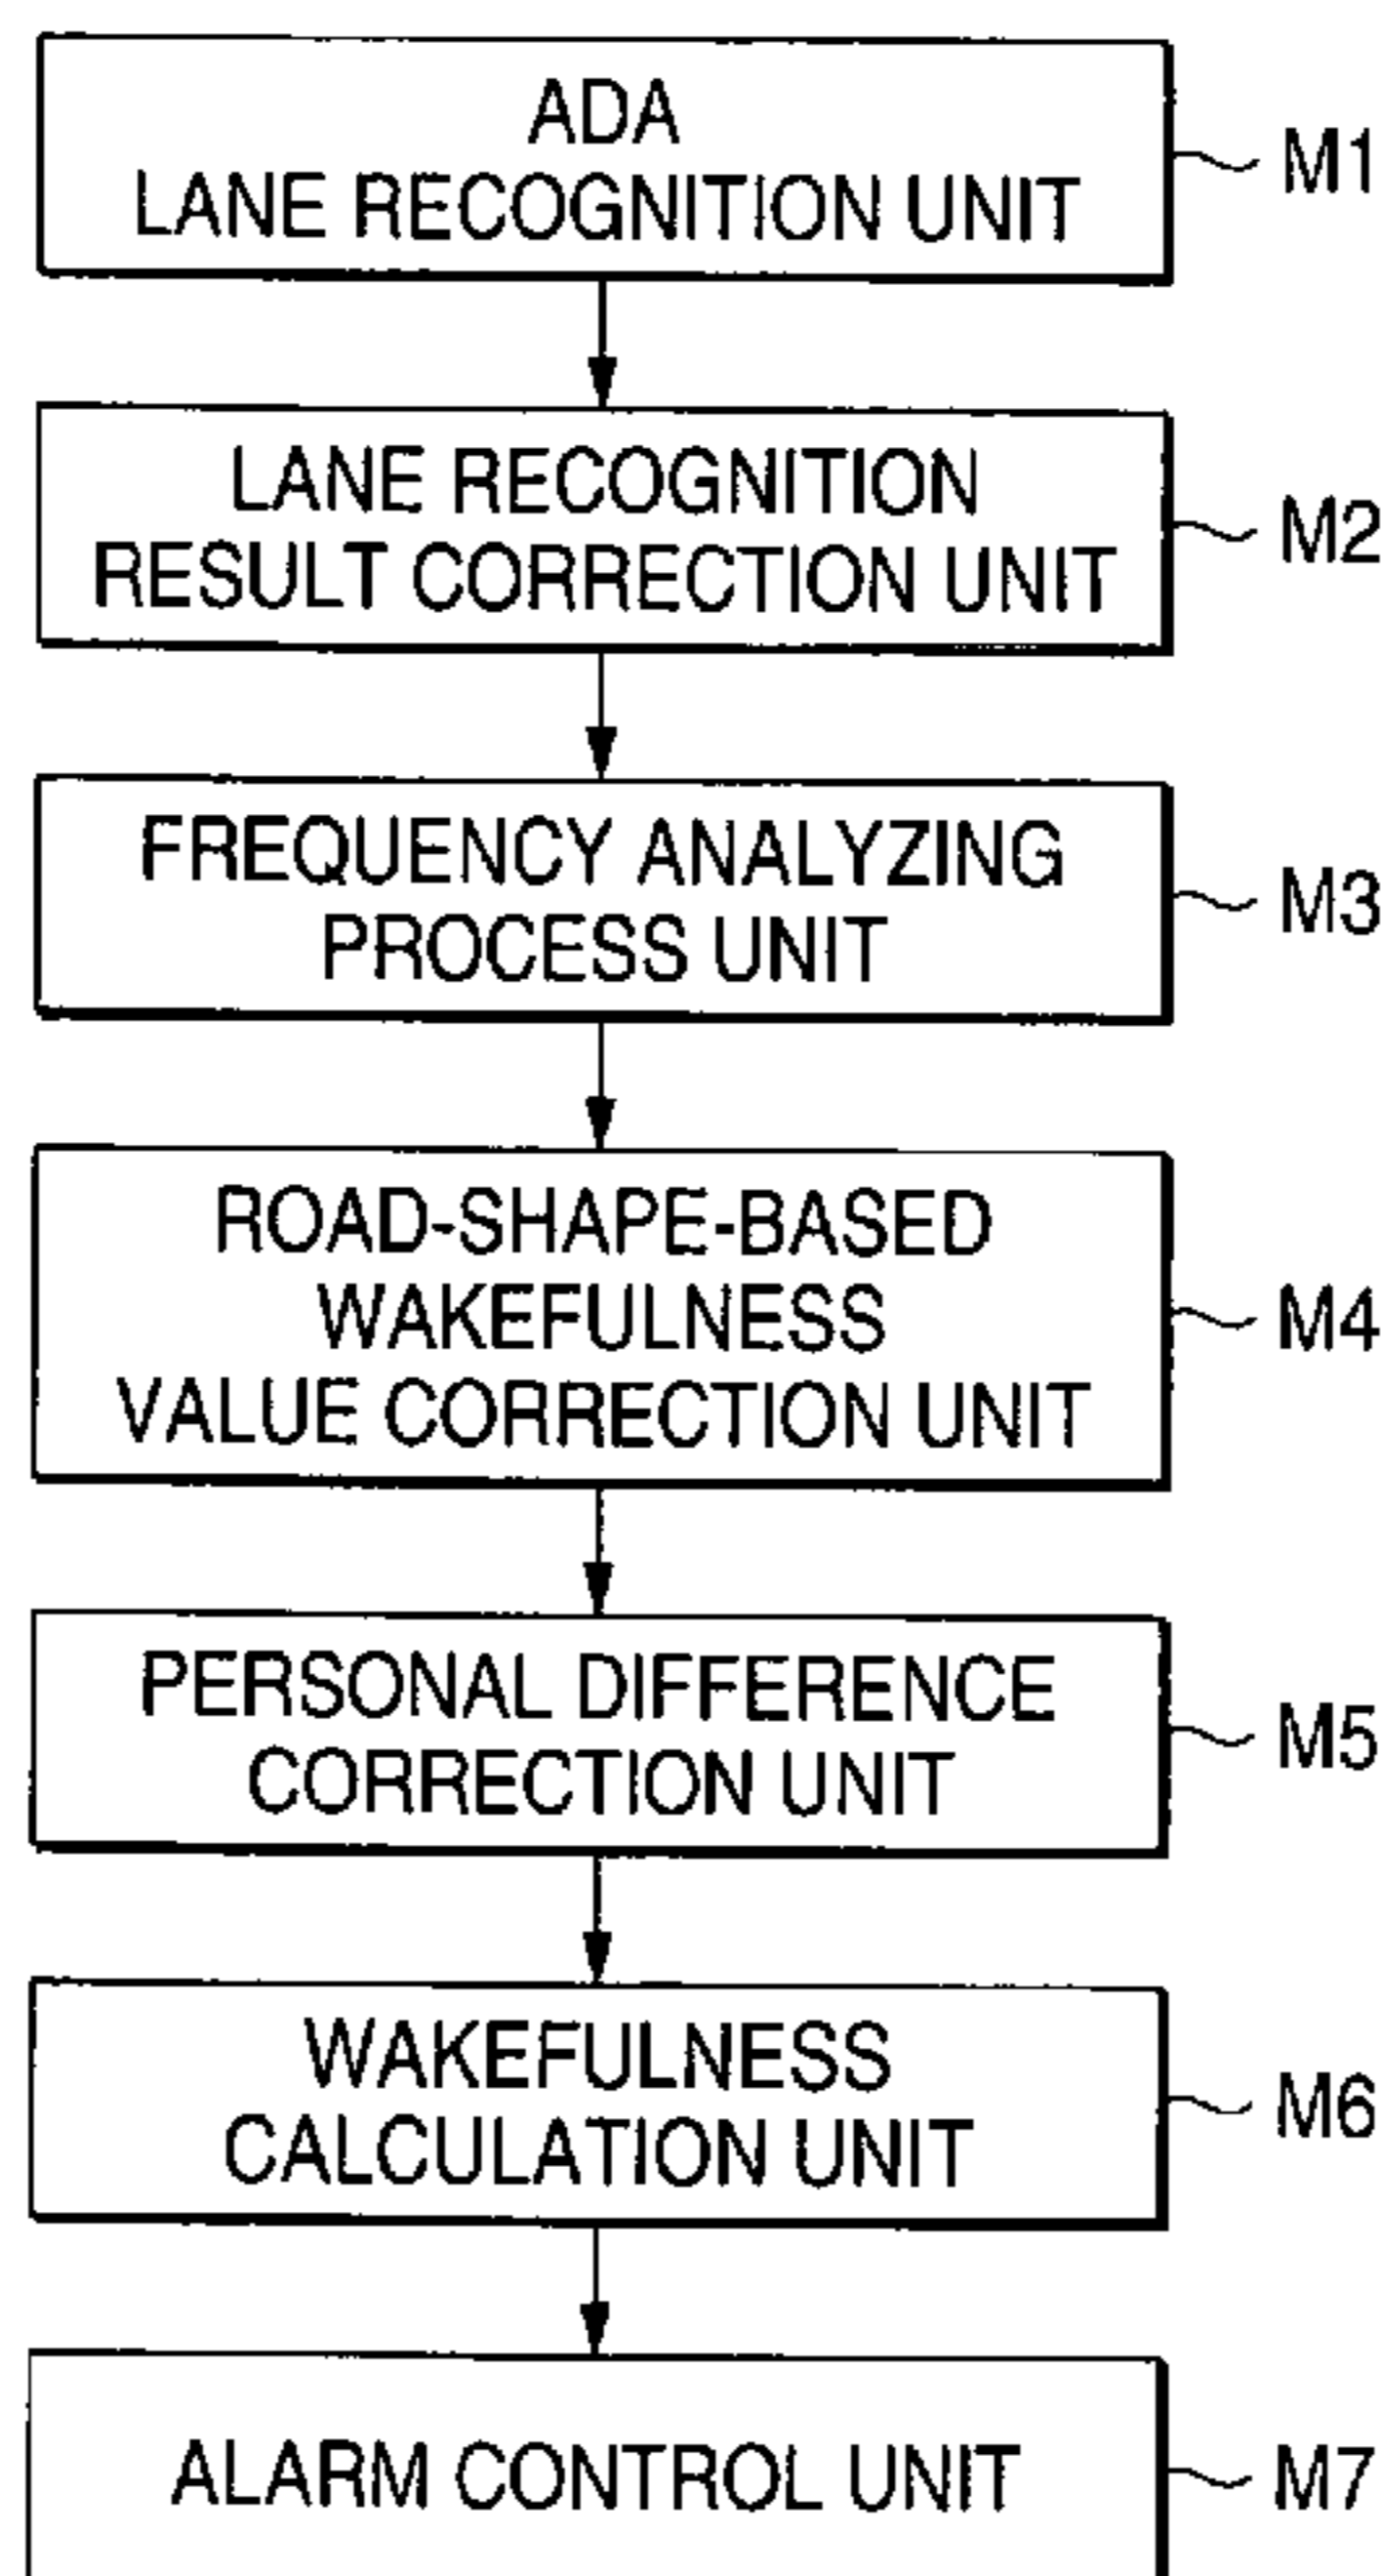 ADA
LANE RECOGNITION UNIT
M1
LANE RECOGNITION
RESULT CORRECTION UNIT
M2
FREQUENCY ANALYZING
PROCESS UNIT
M3
ROAD-SHAPE-BASED
WAKEFULNESS
VALUE CORRECTION UNIT
M4
PERSONAL DIFFERENCE
CORRECTION UNIT
M5
WAKEFULNESS
CALCULATION UNIT
M6
ALARM CONTROL UNIT
M7